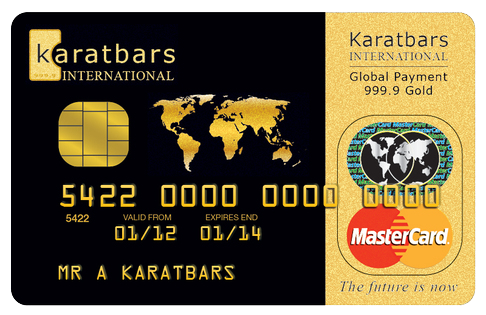 karatbars
INTERNATIONAL
Karatbars
INTERNATIONAL
Global Payment
999.9 Gold
5422 0000 0000 0000
5422
VALID FROM
EXPIRES END
01/12
01/14
MR A KARATBARS
MasterCard
The future is now